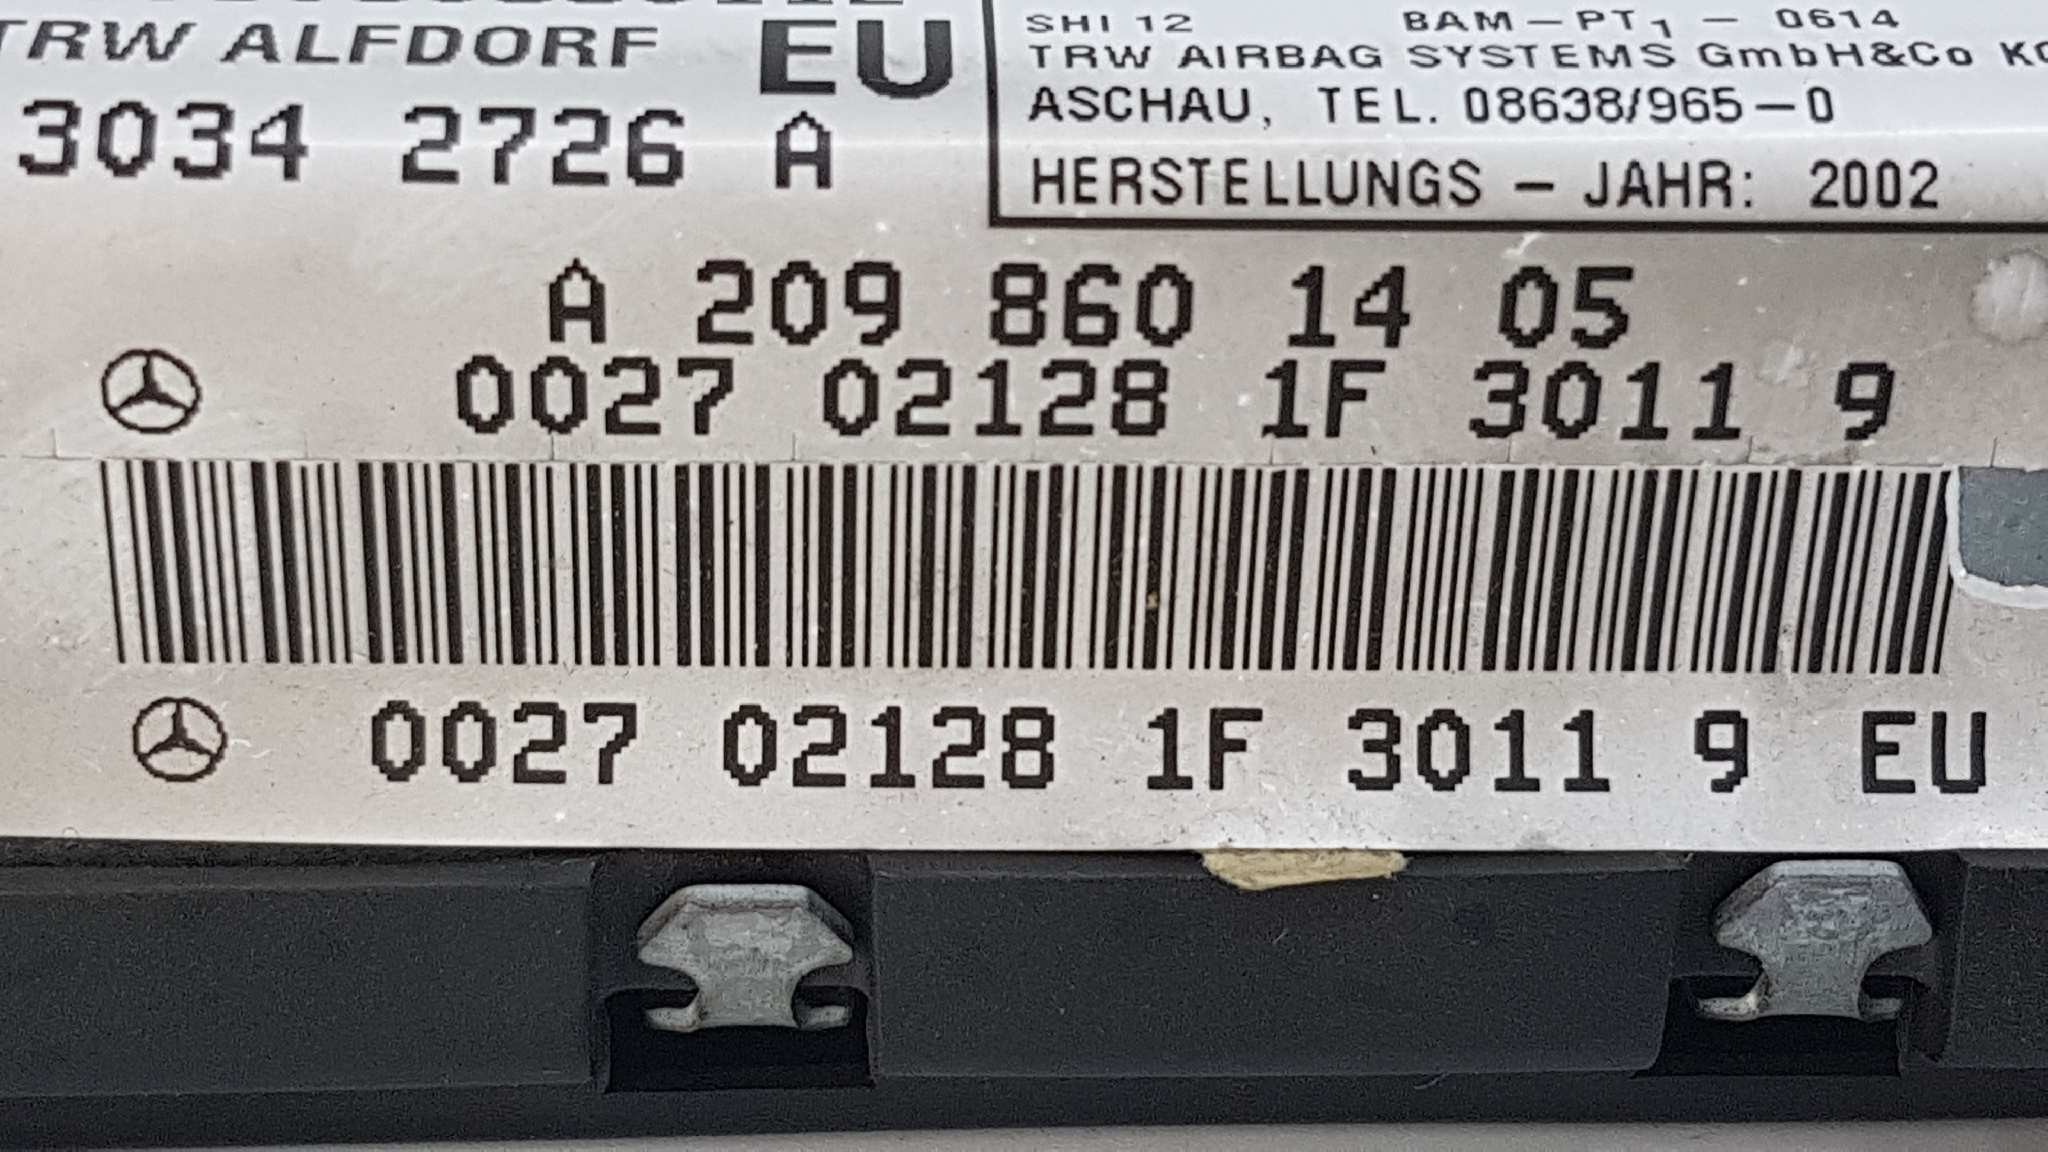 TRW ALFDORF EU
3034 2726 A
SHI 12 BAM-PT1 - 0614
TRW AIRBAG SYSTEMS GmbH&Co KG
ASCHAU, TEL. 08638/965-0
HERSTELLUNGS - JAHR: 2002
A 209 860 14 05
0027 02128 1F 3011 9
0027 02128 1F 3011 9 EU